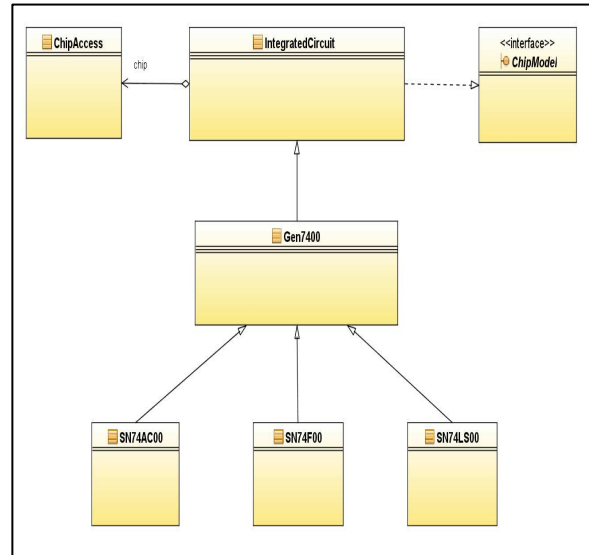 ChipAccess
chip
IntegratedCircuit
<<interface>>
ChipModel
Gen7400
SN74AC00
SN74F00
SN74LS00